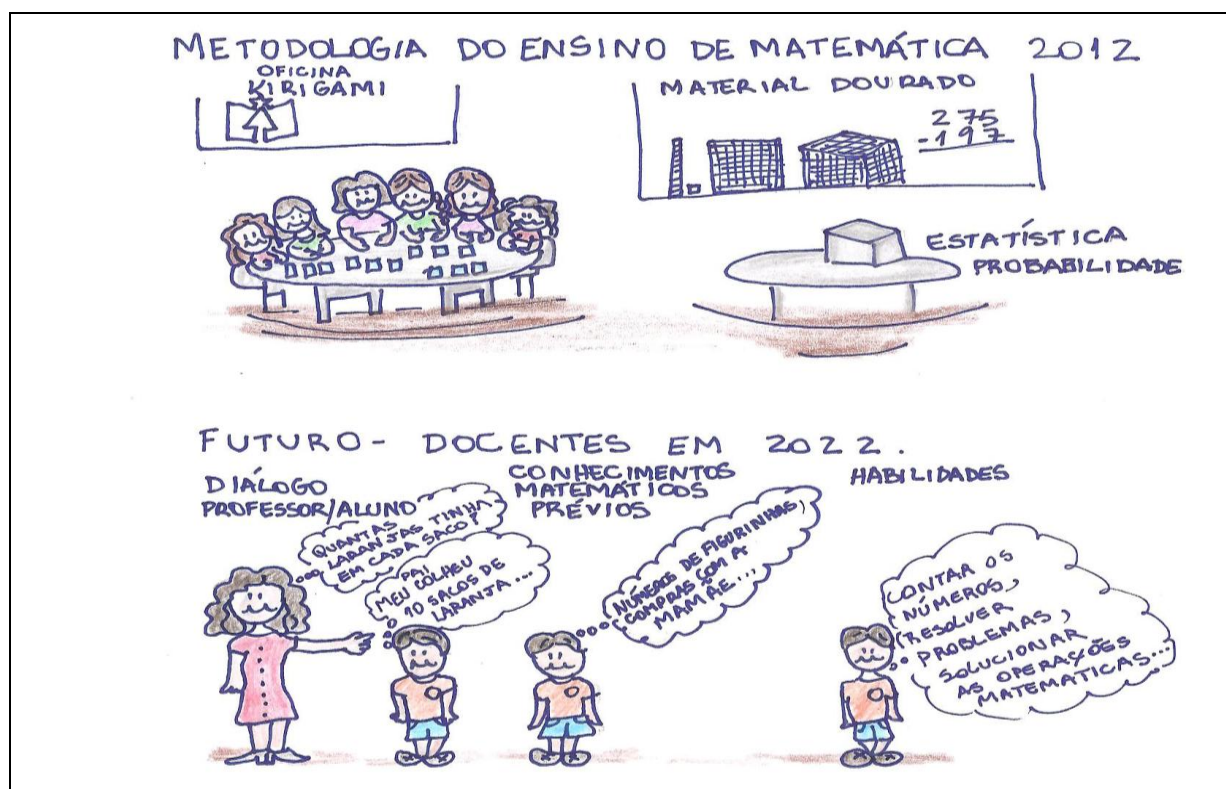 METODOLOGIA DO ENSINO DE MATEMÁTICA 2012
OFICINA
KIRIGAMI
MATERIAL DOURADO
275
-197
ESTATÍSTICA
PROBABILIDADE
FUTURO - DOCENTES EM 2022.
DIÁLOGO
PROFESSOR/ALUNO
QUANTAS
LARANJAS TINHA
EM CADA SACO?
PAI
MEU COLHEU
10 SACOS DE
LARANJA...
CONHECIMENTOS
MATEMÁTICOS
PRÉVIOS
NÚMEROS DE FIGURINHAS,
COMPRAS COM A
MAMÃE...
HABILIDADES
CONTAR OS
NÚMEROS,
RESOLVER
PROBLEMAS,
SOLUCIONAR
AS OPERAÇÕES
MATEMATICAS...